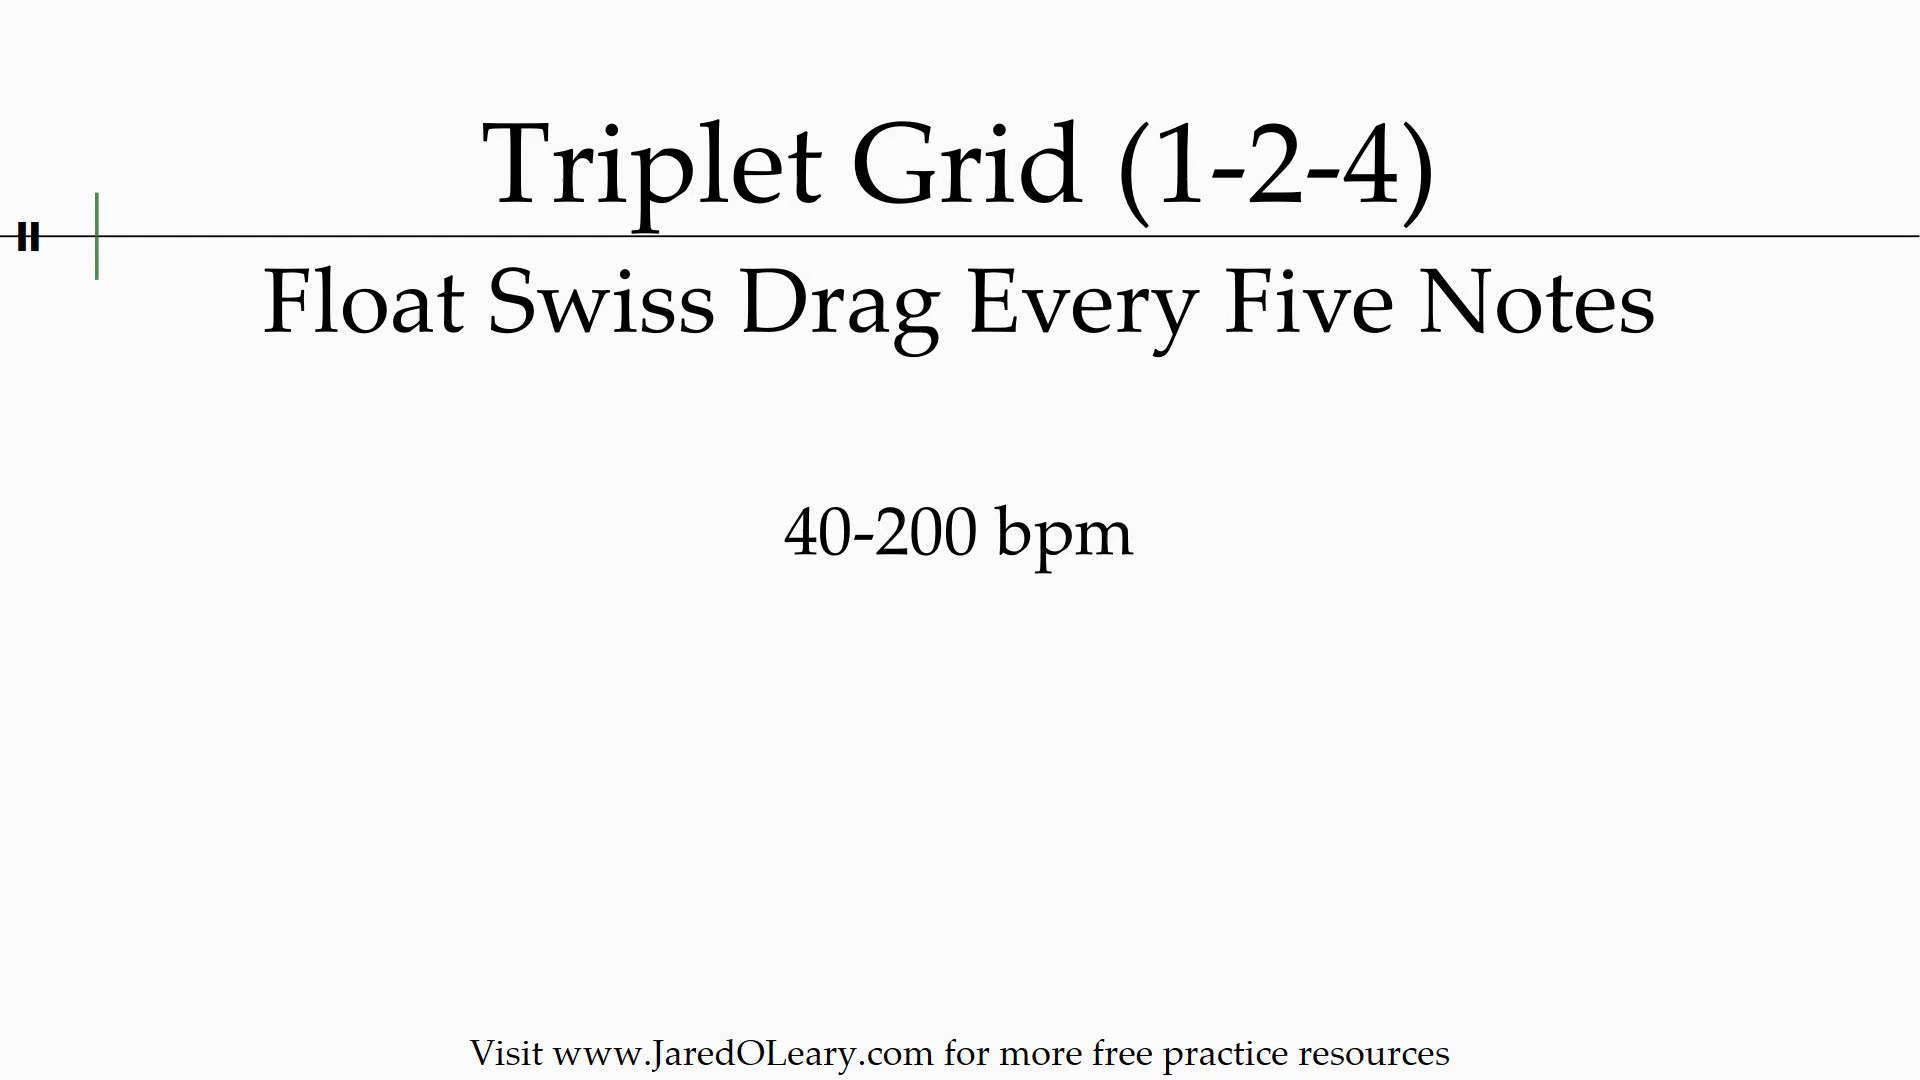 Triplet Grid (1-2-4)
Float Swiss Drag Every Five Notes
40-200 bpm
Visit www.JaredOLeary.com for more free practice resources